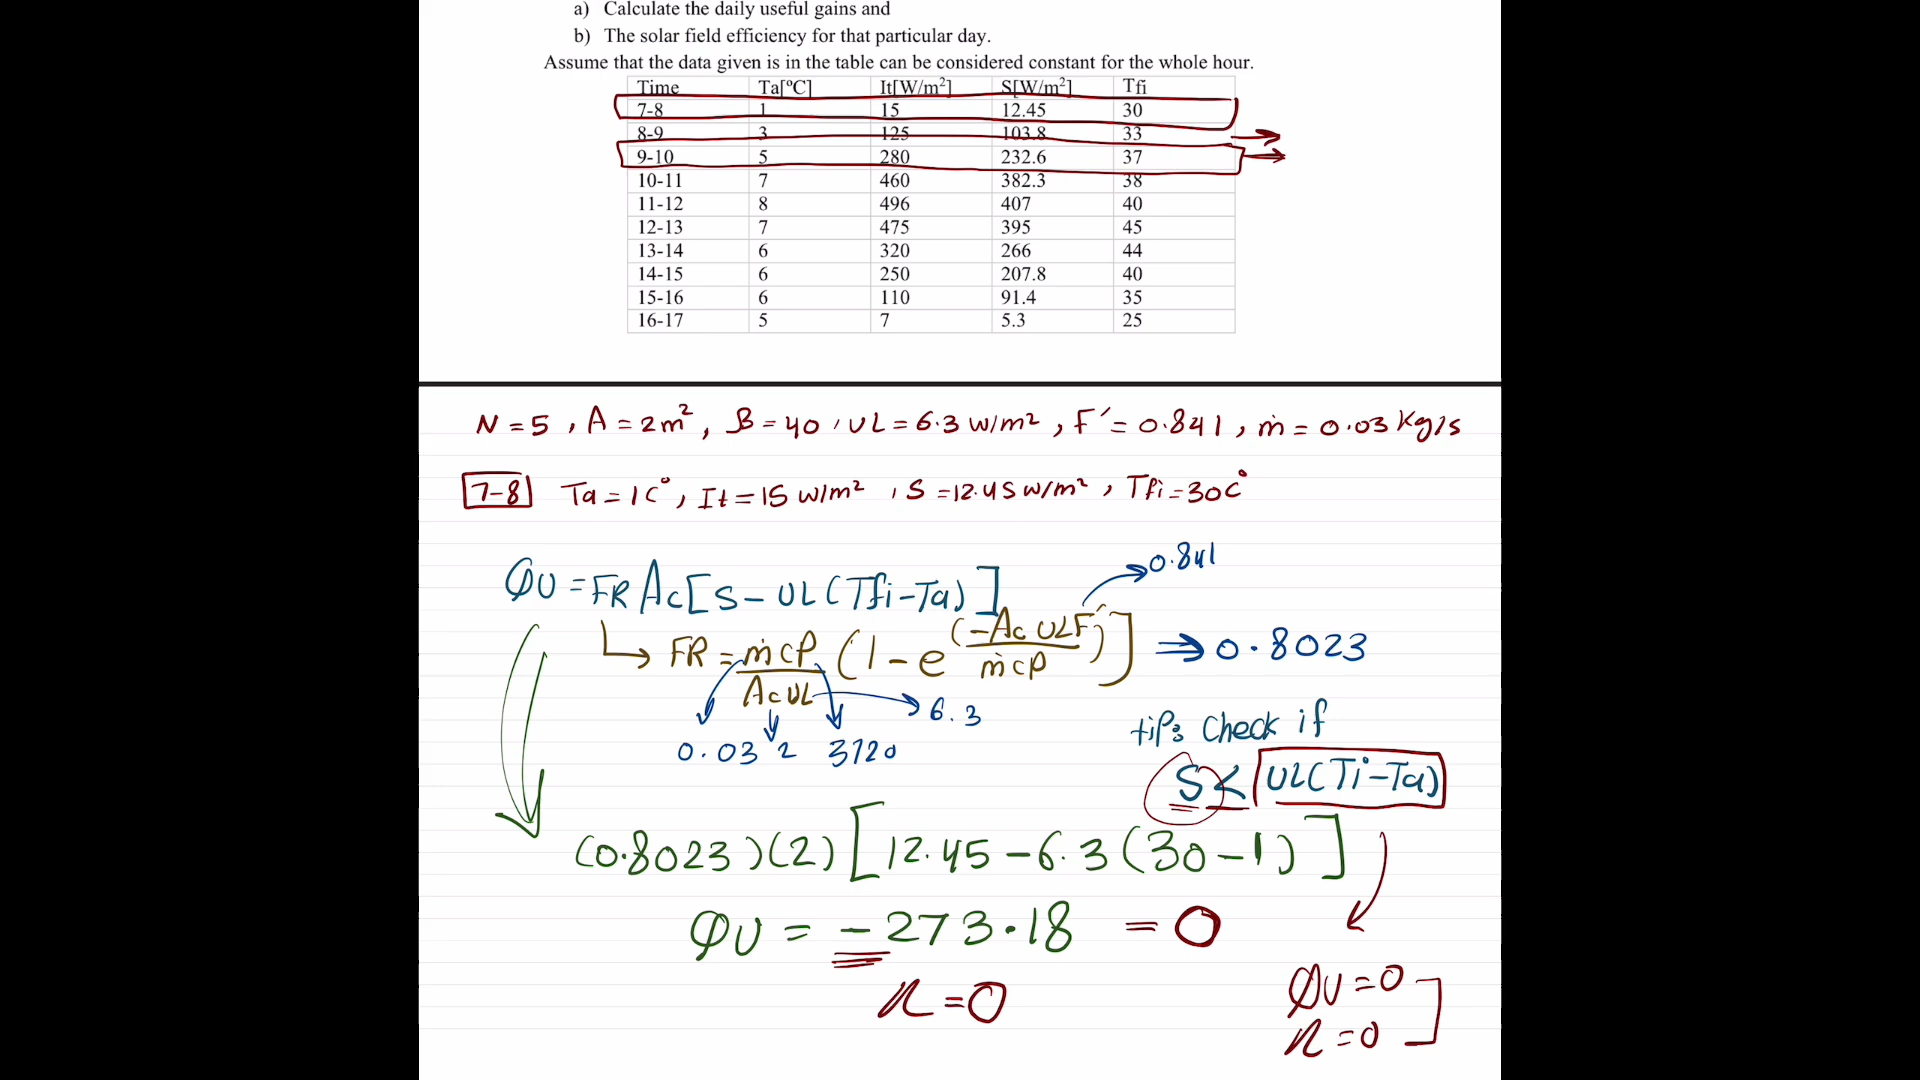 a) Calculate the daily useful gains and
b) The solar field efficiency for that particular day.
Assume that the data given is in the table can be considered constant for the whole hour.
Time Ta[ºC] It[W/m²] S[W/m²] Tfi
7-8 1 15 12.45 30
8-9 3 125 103.8 33
9-10 5 280 232.6 37
10-11 7 460 382.3 38
11-12 8 496 407 40
12-13 7 475 395 45
13-14 6 320 266 44
14-15 6 250 207.8 40
15-16 6 110 91.4 35
16-17 5 7 5.3 25
N = 5 , A = 2m², β = 40 , UL = 6.3 w/m² , F′ = 0.841 , ṁ = 0.03 kg/s
7-8 Ta = 1C° , It = 15 w/m² , S = 12.45 w/m² , Tfi = 30C°
QU = FR Ac[S - UL(Tfi-Ta)]
0.841
FR = ṁcp/AcUL (1 - e^(-Ac UL F′/ṁcp)] ⇒ 0.8023
6.3
0.03 2 3720
tip: Check if
S < UL(Ti-Ta)
(0.8023)(2)[12.45 - 6.3(30-1)]
QU = -273.18 = 0
n = 0
QU = 0
n = 0